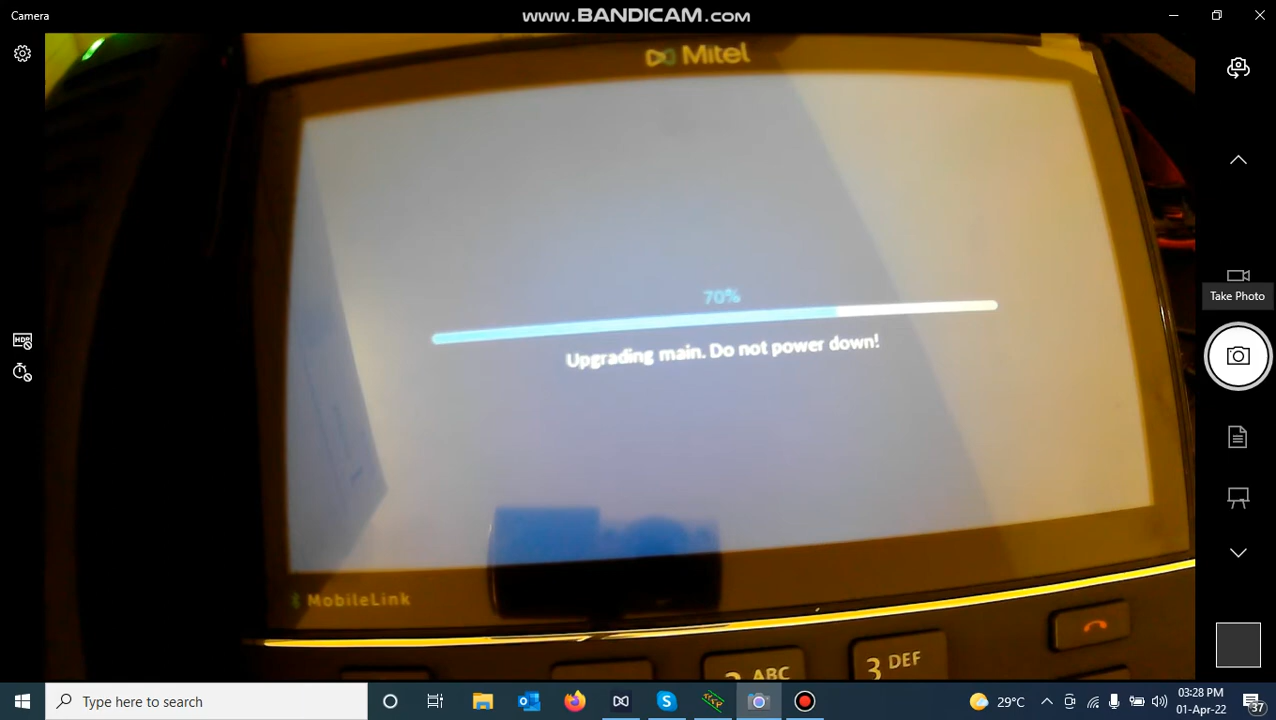 Camera
www.BANDICAM.com
Mitel
70%
Upgrading main. Do not power down!
MobileLink
ABC
3 DEF
Take Photo
Type here to search
29°C
03:28 PM
01-Apr-22
37